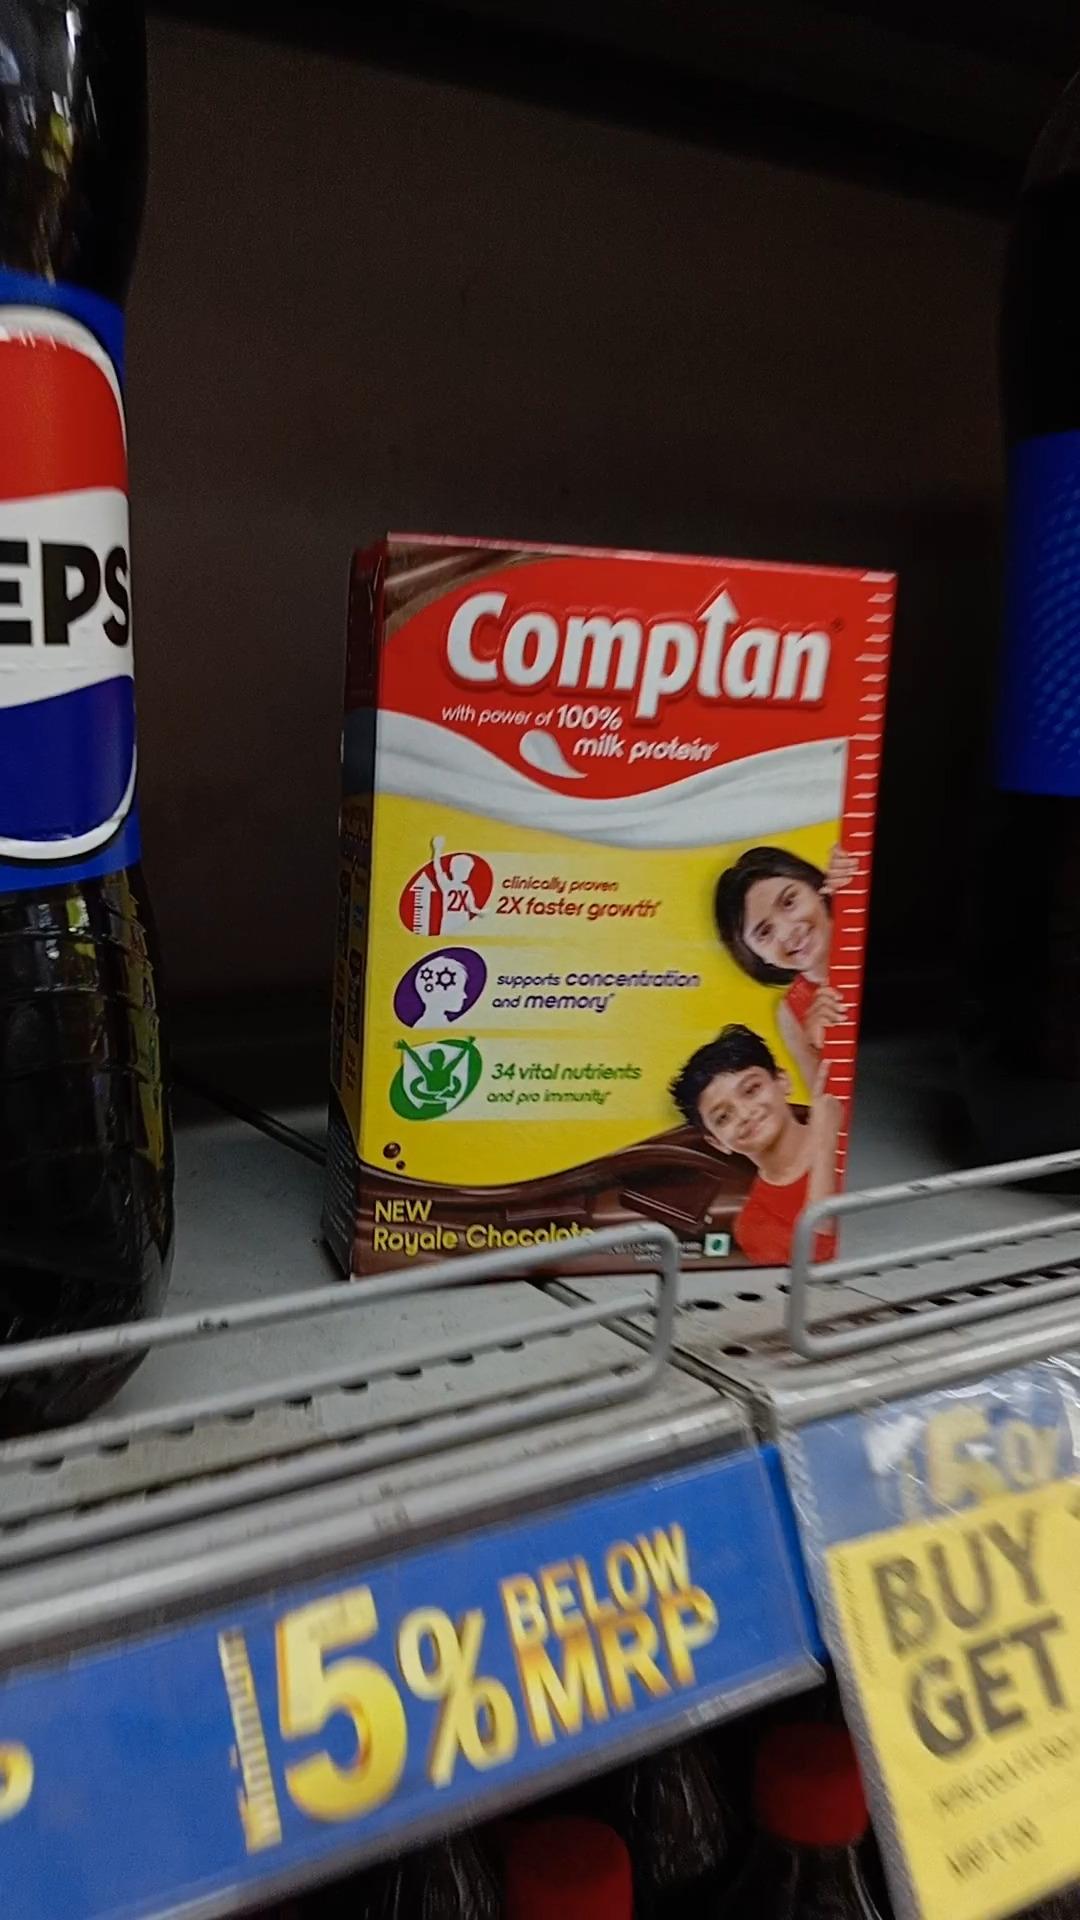 EPS
Complan
with power of 100%
milk protein
2X
clinically proven
2X faster growth*
supports concentration
and memory*
34 vital nutrients
and pro immunity*
NEW
Royale Chocolate
Minimum
5% BELOW
MRP
BUY
GET